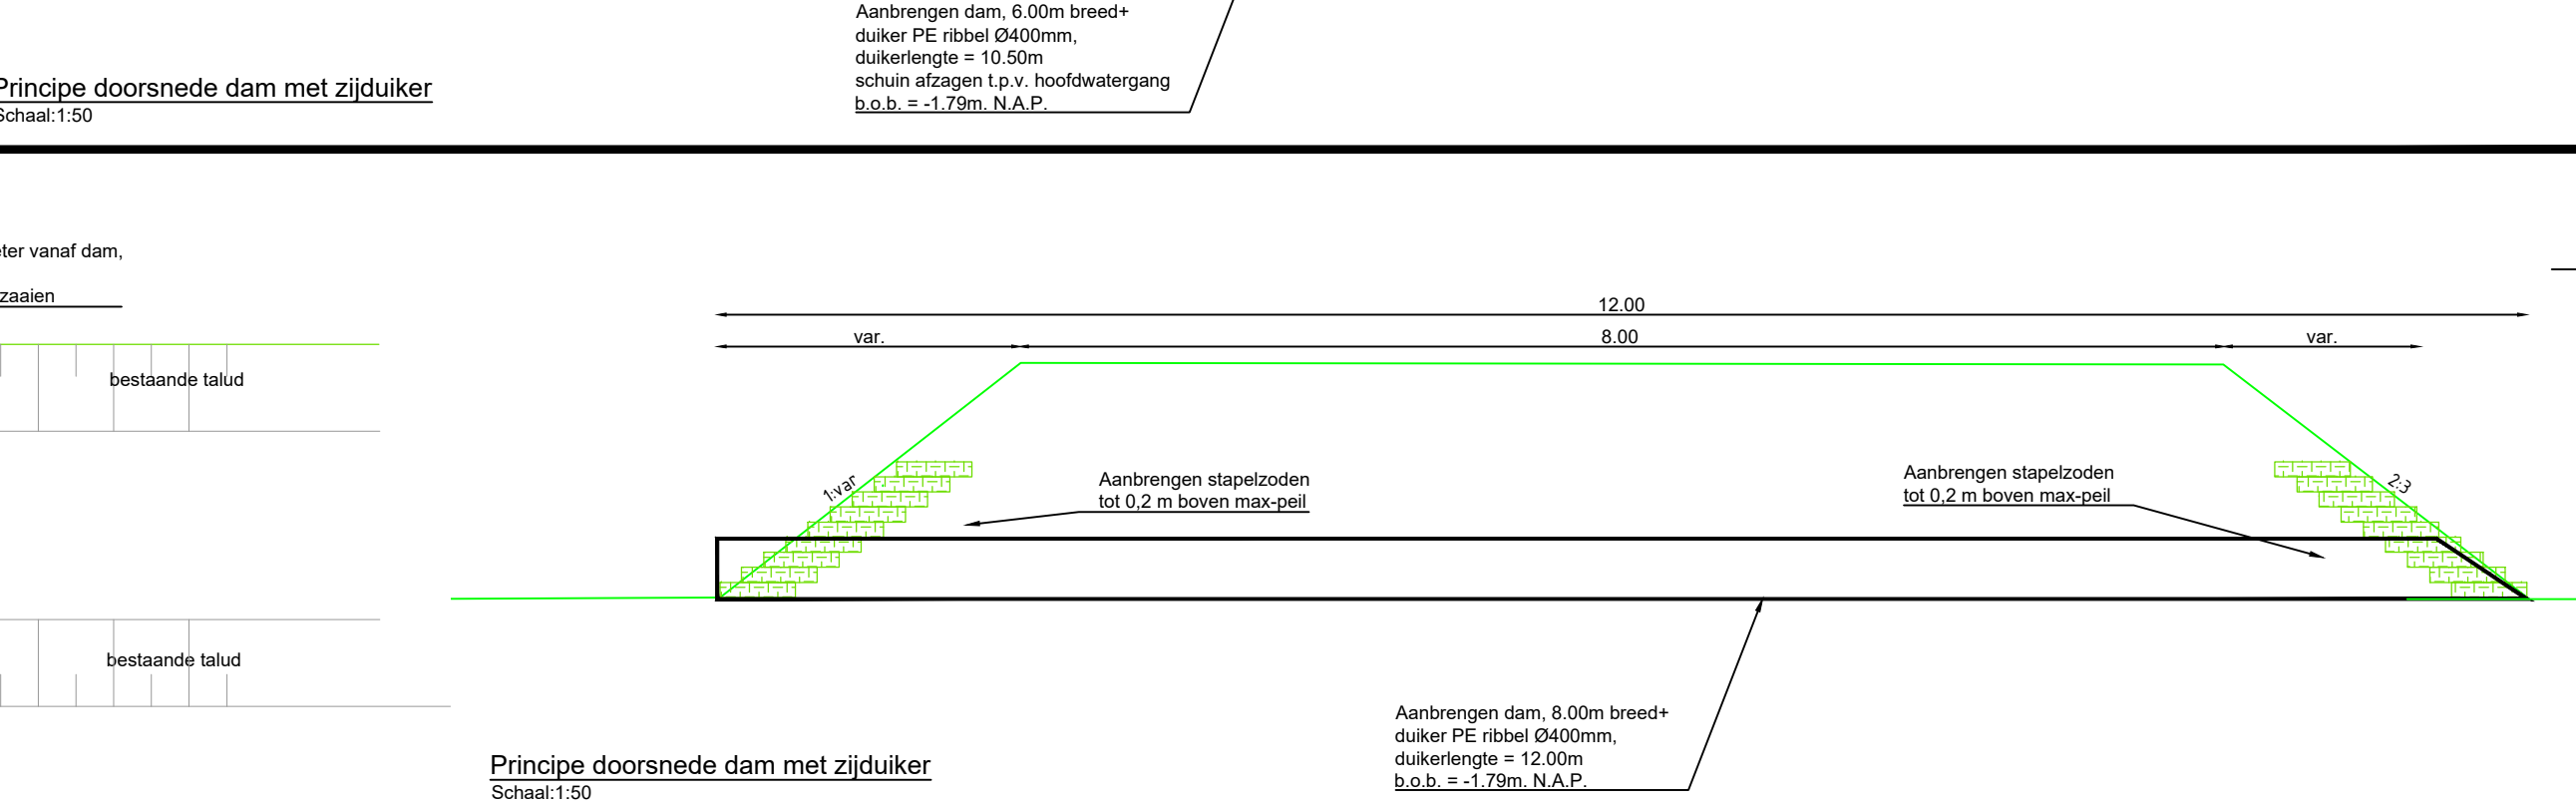 Aanbrengen dam, 6.00m breed+
duiker PE ribbel Ø400mm,
duikerlengte = 10.50m
schuin afzagen t.p.v. hoofdwatergang
b.o.b. = -1.79m. N.A.P.
Principe doorsnede dam met zijduiker
Schaal:1:50
vanaf dam,
zaaien
bestaande talud
bestaande talud
12.00
var.
8.00
var.
1:var
2:3
Aanbrengen stapelzoden
tot 0,2 m boven max-peil
Aanbrengen stapelzoden
tot 0,2 m boven max-peil
Aanbrengen dam, 8.00m breed+
duiker PE ribbel Ø400mm,
duikerlengte = 12.00m
b.o.b. = -1.79m. N.A.P.
Principe doorsnede dam met zijduiker
Schaal:1:50